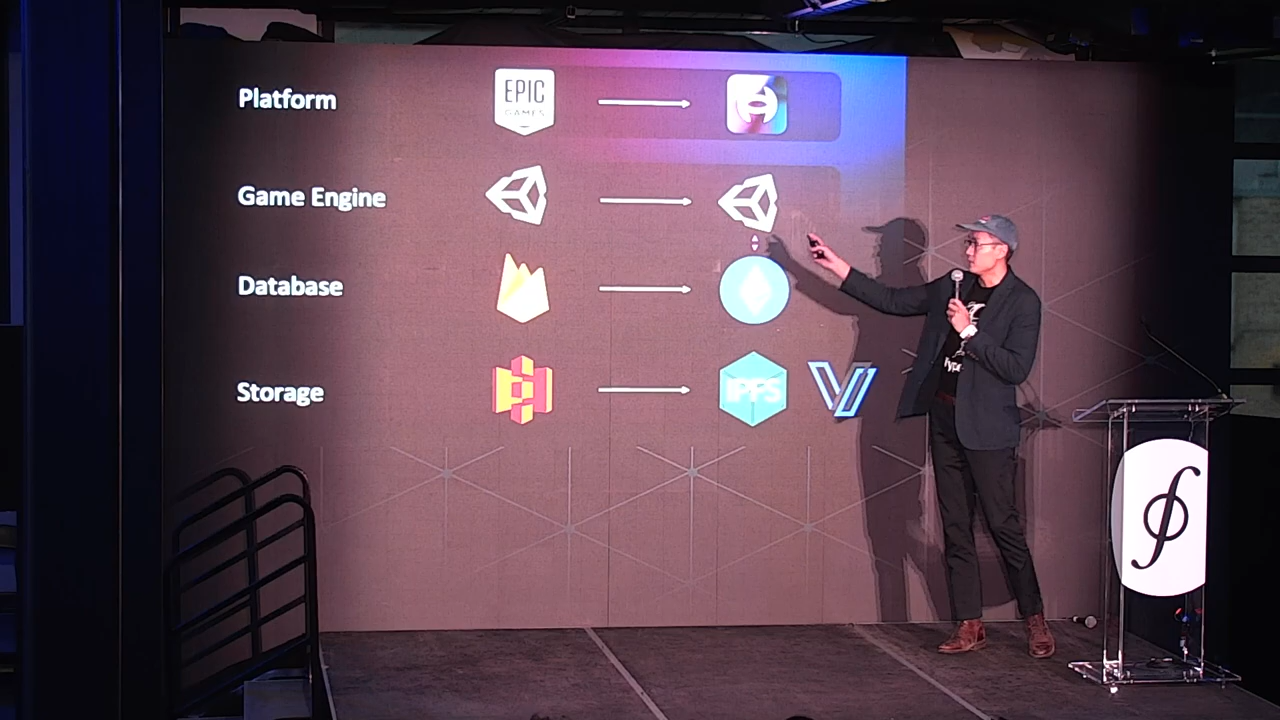 Platform
EPIC
GAMES
Game Engine
Database
Storage
IPFS